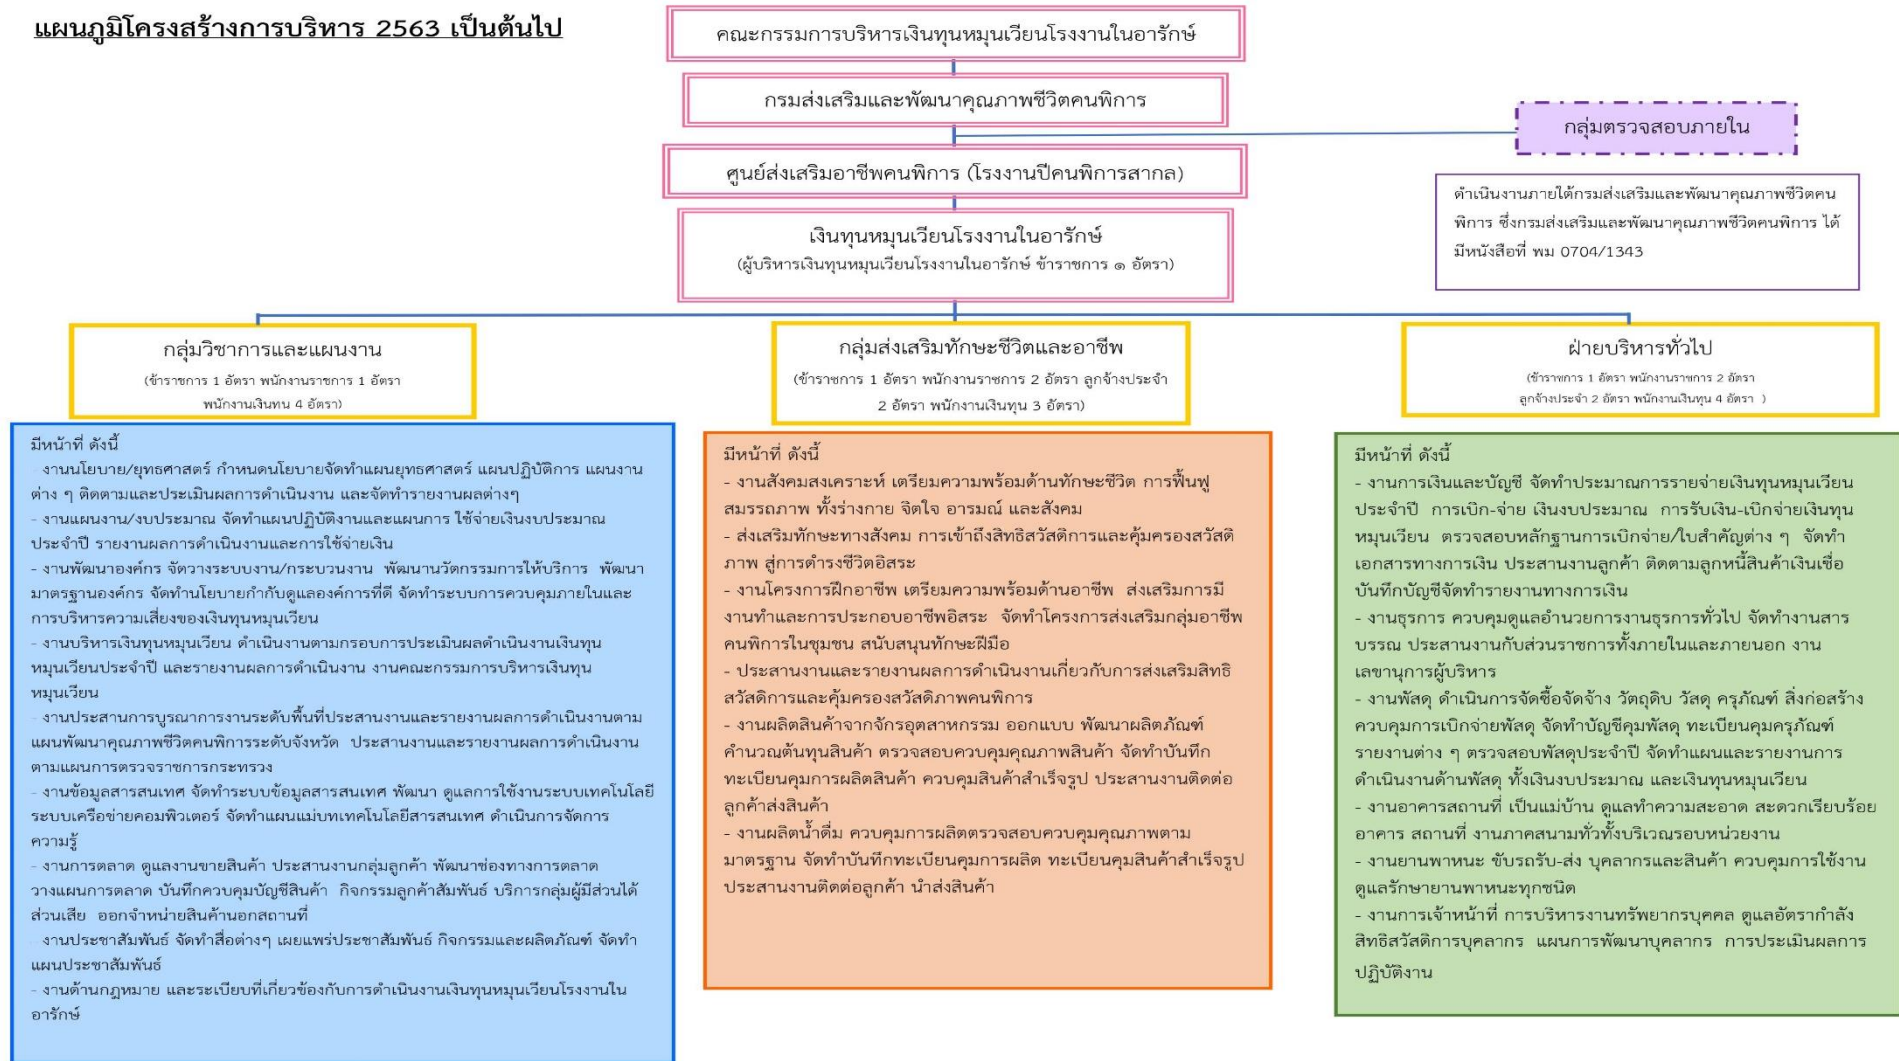 แผนภูมิโครงสร้างการบริหาร 2563 เป็นต้นไป
คณะกรรมการบริหารเงินทุนหมุนเวียนโรงงานในอารักษ์
กรมส่งเสริมและพัฒนาคุณภาพชีวิตคนพิการ
กลุ่มตรวจสอบภายใน
ศูนย์ส่งเสริมอาชีพคนพิการ (โรงงานปีคนพิการสากล)
ดำเนินงานภายใต้กรมส่งเสริมและพัฒนาคุณภาพชีวิตคน
พิการ ซึ่งกรมส่งเสริมและพัฒนาคุณภาพชีวิตคนพิการ ได้
มีหนังสือที่ พม 0704/1343
เงินทุนหมุนเวียนโรงงานในอารักษ์
(ผู้บริหารเงินทุนหมุนเวียนโรงงานในอารักษ์ ข้าราชการ ๑ อัตรา)
กลุ่มวิชาการและแผนงาน
(ข้าราชการ 1 อัตรา พนักงานราชการ 1 อัตรา
พนักงานเงินทุน 4 อัตรา)
มีหน้าที่ ดังนี้
- งานนโยบาย/ยุทธศาสตร์ กำหนดนโยบายจัดทำแผนยุทธศาสตร์ แผนปฏิบัติการ แผนงาน
ต่าง ๆ ติดตามและประเมินผลการดำเนินงาน และจัดทำรายงานผลต่างๆ
- งานแผนงาน/งบประมาณ จัดทำแผนปฏิบัติงานและแผนการ ใช้จ่ายเงินงบประมาณ
ประจำปี รายงานผลการดำเนินงานและการใช้จ่ายเงิน
- งานพัฒนาองค์กร จัดวางระบบงาน/กระบวนงาน พัฒนานวัตกรรมการให้บริการ พัฒนา
มาตรฐานองค์กร จัดทำนโยบายกำกับดูแลองค์การที่ดี จัดทำระบบการควบคุมภายในและ
การบริหารความเสี่ยงของเงินทุนหมุนเวียน
- งานบริหารเงินทุนหมุนเวียน ดำเนินงานตามกรอบการประเมินผลดำเนินงานเงินทุน
หมุนเวียนประจำปี และรายงานผลการดำเนินงาน งานคณะกรรมการบริหารเงินทุน
หมุนเวียน
- งานประสานการบูรณาการงานระดับพื้นที่ประสานงานและรายงานผลการดำเนินงานตาม
แผนพัฒนาคุณภาพชีวิตคนพิการระดับจังหวัด ประสานงานและรายงานผลการดำเนินงาน
ตามแผนการตรวจราชการกระทรวง
- งานข้อมูลสารสนเทศ จัดทำระบบข้อมูลสารสนเทศ พัฒนา ดูแลการใช้งานระบบเทคโนโลยี
ระบบเครือข่ายคอมพิวเตอร์ จัดทำแผนแม่บทเทคโนโลยีสารสนเทศ ดำเนินการจัดการ
ความรู้
- งานการตลาด ดูแลงานขายสินค้า ประสานงานกลุ่มลูกค้า พัฒนาช่องทางการตลาด
วางแผนการตลาด บันทึกควบคุมบัญชีสินค้า กิจกรรมลูกค้าสัมพันธ์ บริการกลุ่มผู้มีส่วนได้
ส่วนเสีย ออกจำหน่ายสินค้านอกสถานที่
- งานประชาสัมพันธ์ จัดทำสื่อต่างๆ เผยแพร่ประชาสัมพันธ์ กิจกรรมและผลิตภัณฑ์ จัดทำ
แผนประชาสัมพันธ์
- งานด้านกฎหมาย และระเบียบที่เกี่ยวข้องกับการดำเนินงานเงินทุนหมุนเวียนโรงงานใน
อารักษ์
กลุ่มส่งเสริมทักษะชีวิตและอาชีพ
(ข้าราชการ 1 อัตรา พนักงานราชการ 2 อัตรา ลูกจ้างประจำ
2 อัตรา พนักงานเงินทุน 3 อัตรา)
มีหน้าที่ ดังนี้
- งานสังคมสงเคราะห์ เตรียมความพร้อมด้านทักษะชีวิต การฟื้นฟู
สมรรถภาพ ทั้งร่างกาย จิตใจ อารมณ์ และสังคม
- ส่งเสริมทักษะทางสังคม การเข้าถึงสิทธิสวัสดิการและคุ้มครองสวัสดิ
ภาพ สู่การดำรงชีวิตอิสระ
- งานโครงการฝึกอาชีพ เตรียมความพร้อมด้านอาชีพ ส่งเสริมการมี
งานทำและการประกอบอาชีพอิสระ จัดทำโครงการส่งเสริมกลุ่มอาชีพ
คนพิการในชุมชน สนับสนุนทักษะฝีมือ
- ประสานงานและรายงานผลการดำเนินงานเกี่ยวกับการส่งเสริมสิทธิ
สวัสดิการและคุ้มครองสวัสดิภาพคนพิการ
- งานผลิตสินค้าจากจักรอุตสาหกรรม ออกแบบ พัฒนาผลิตภัณฑ์
คำนวณต้นทุนสินค้า ตรวจสอบควบคุมคุณภาพสินค้า จัดทำบันทึก
ทะเบียนคุมการผลิตสินค้า ควบคุมสินค้าสำเร็จรูป ประสานงานติดต่อ
ลูกค้าส่งสินค้า
- งานผลิตน้ำดื่ม ควบคุมการผลิตตรวจสอบควบคุมคุณภาพตาม
มาตรฐาน จัดทำบันทึกทะเบียนคุมการผลิต ทะเบียนคุมสินค้าสำเร็จรูป
ประสานงานติดต่อลูกค้า นำส่งสินค้า
ฝ่ายบริหารทั่วไป
(ข้าราชการ 1 อัตรา พนักงานราชการ 2 อัตรา
ลูกจ้างประจำ 2 อัตรา พนักงานเงินทุน 4 อัตรา )
มีหน้าที่ ดังนี้
- งานการเงินและบัญชี จัดทำประมาณการรายจ่ายเงินทุนหมุนเวียน
ประจำปี การเบิก-จ่าย เงินงบประมาณ การรับเงิน-เบิกจ่ายเงินทุน
หมุนเวียน ตรวจสอบหลักฐานการเบิกจ่าย/ใบสำคัญต่าง ๆ จัดทำ
เอกสารทางการเงิน ประสานงานลูกค้า ติดตามลูกหนี้สินค้าเงินเชื่อ
บันทึกบัญชีจัดทำรายงานทางการเงิน
- งานธุรการ ควบคุมดูแลอำนวยการงานธุรการทั่วไป จัดทำงานสาร
บรรณ ประสานงานกับส่วนราชการทั้งภายในและภายนอก งาน
เลขานุการผู้บริหาร
- งานพัสดุ ดำเนินการจัดซื้อจัดจ้าง วัตถุดิบ วัสดุ ครุภัณฑ์ สิ่งก่อสร้าง
ควบคุมการเบิกจ่ายพัสดุ จัดทำบัญชีคุมพัสดุ ทะเบียนคุมครุภัณฑ์
รายงานต่าง ๆ ตรวจสอบพัสดุประจำปี จัดทำแผนและรายงานการ
ดำเนินงานด้านพัสดุ ทั้งเงินงบประมาณ และเงินทุนหมุนเวียน
- งานอาคารสถานที่ เป็นแม่บ้าน ดูแลทำความสะอาด สะดวกเรียบร้อย
อาคาร สถานที่ งานภาคสนามทั่วทั้งบริเวณรอบหน่วยงาน
- งานยานพาหนะ ขับรถรับ-ส่ง บุคลากรและสินค้า ควบคุมการใช้งาน
ดูแลรักษายานพาหนะทุกชนิด
- งานการเจ้าหน้าที่ การบริหารงานทรัพยากรบุคคล ดูแลอัตรากำลัง
สิทธิสวัสดิการบุคลากร แผนการพัฒนาบุคลากร การประเมินผลการ
ปฏิบัติงาน